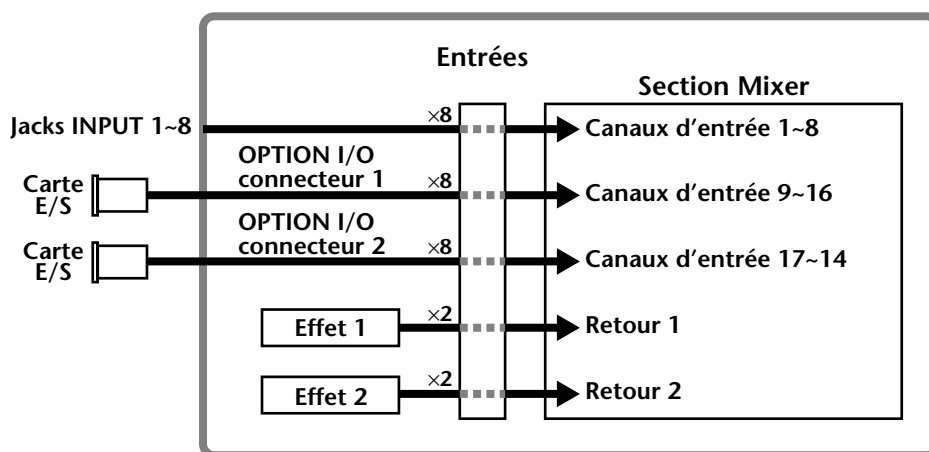 Entrées
Section Mixer
Jacks INPUT 1~8
×8
Canaux d'entrée 1~8
Carte
E/S
OPTION I/O
connecteur 1
×8
Canaux d'entrée 9~16
Carte
E/S
OPTION I/O
connecteur 2
×8
Canaux d'entrée 17~14
Effet 1
×2
Retour 1
Effet 2
×2
Retour 2